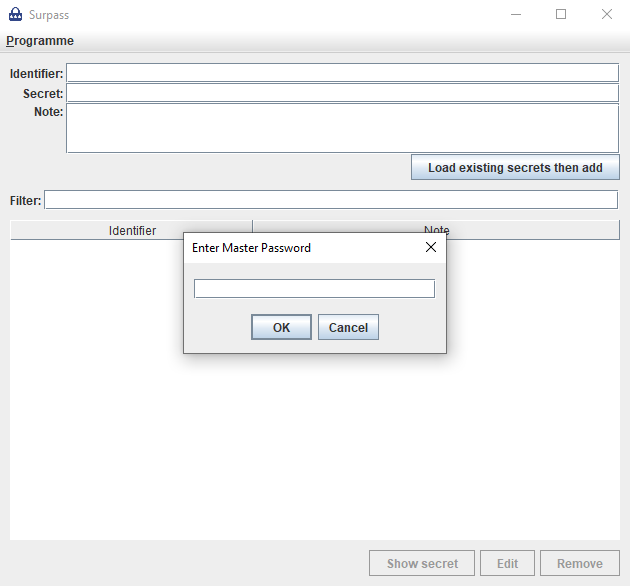 Surpass
Programme
Identifier:
Secret:
Note:
Load existing secrets then add
Filter:
Identifier Note
Enter Master Password
OK Cancel
Show secret Edit Remove